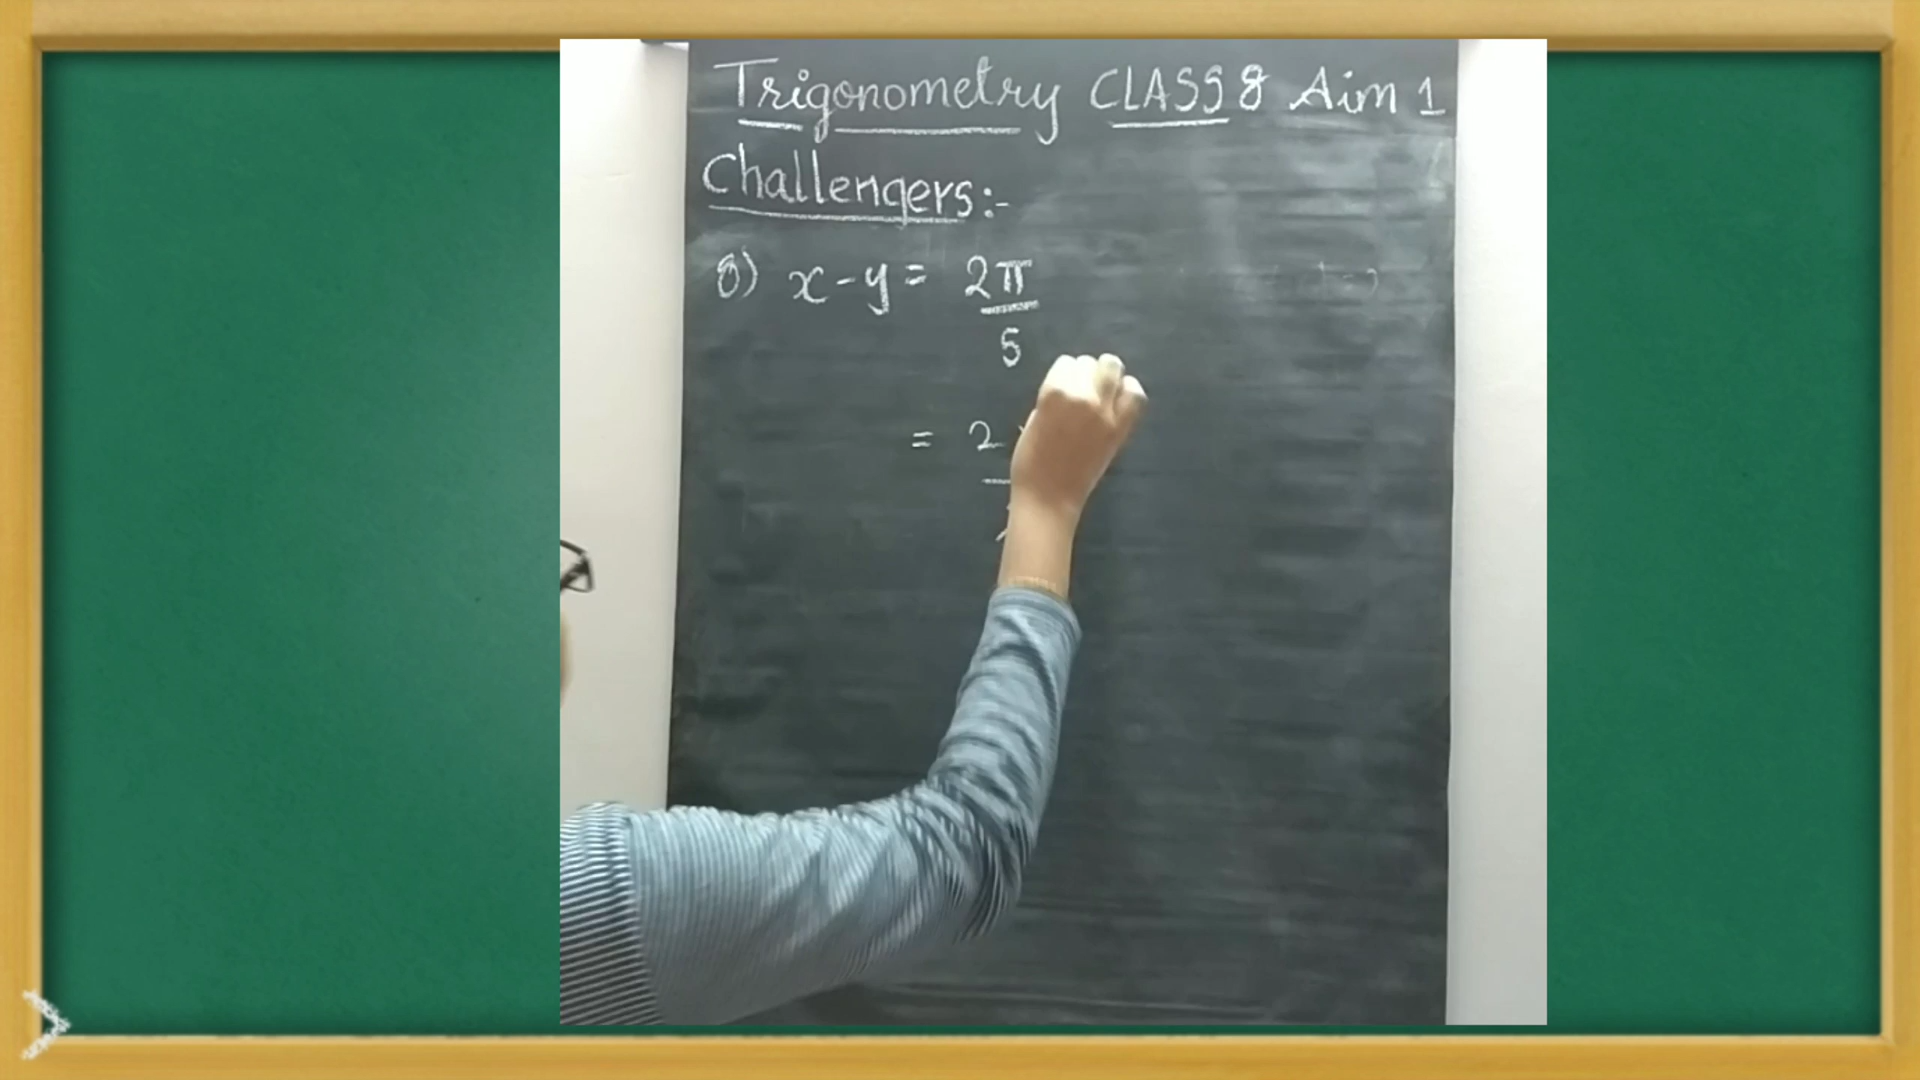 Trigonometry CLASS 8 Aim 1
Challengers:-
8) x-y = 2π
5
= 2